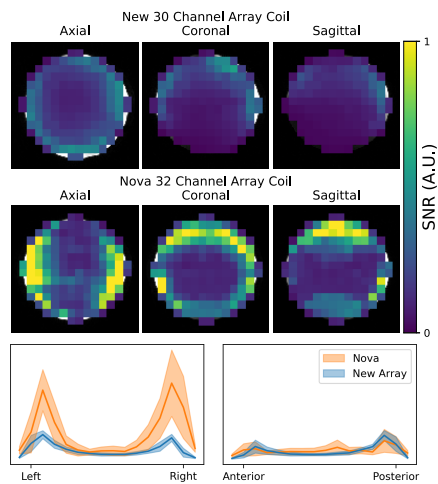 New 30 Channel Array Coil
Axial Coronal Sagittal
Nova 32 Channel Array Coil
Axial Coronal Sagittal
1
SNR (A.U.)
0
Nova
New Array
Left Right Anterior Posterior